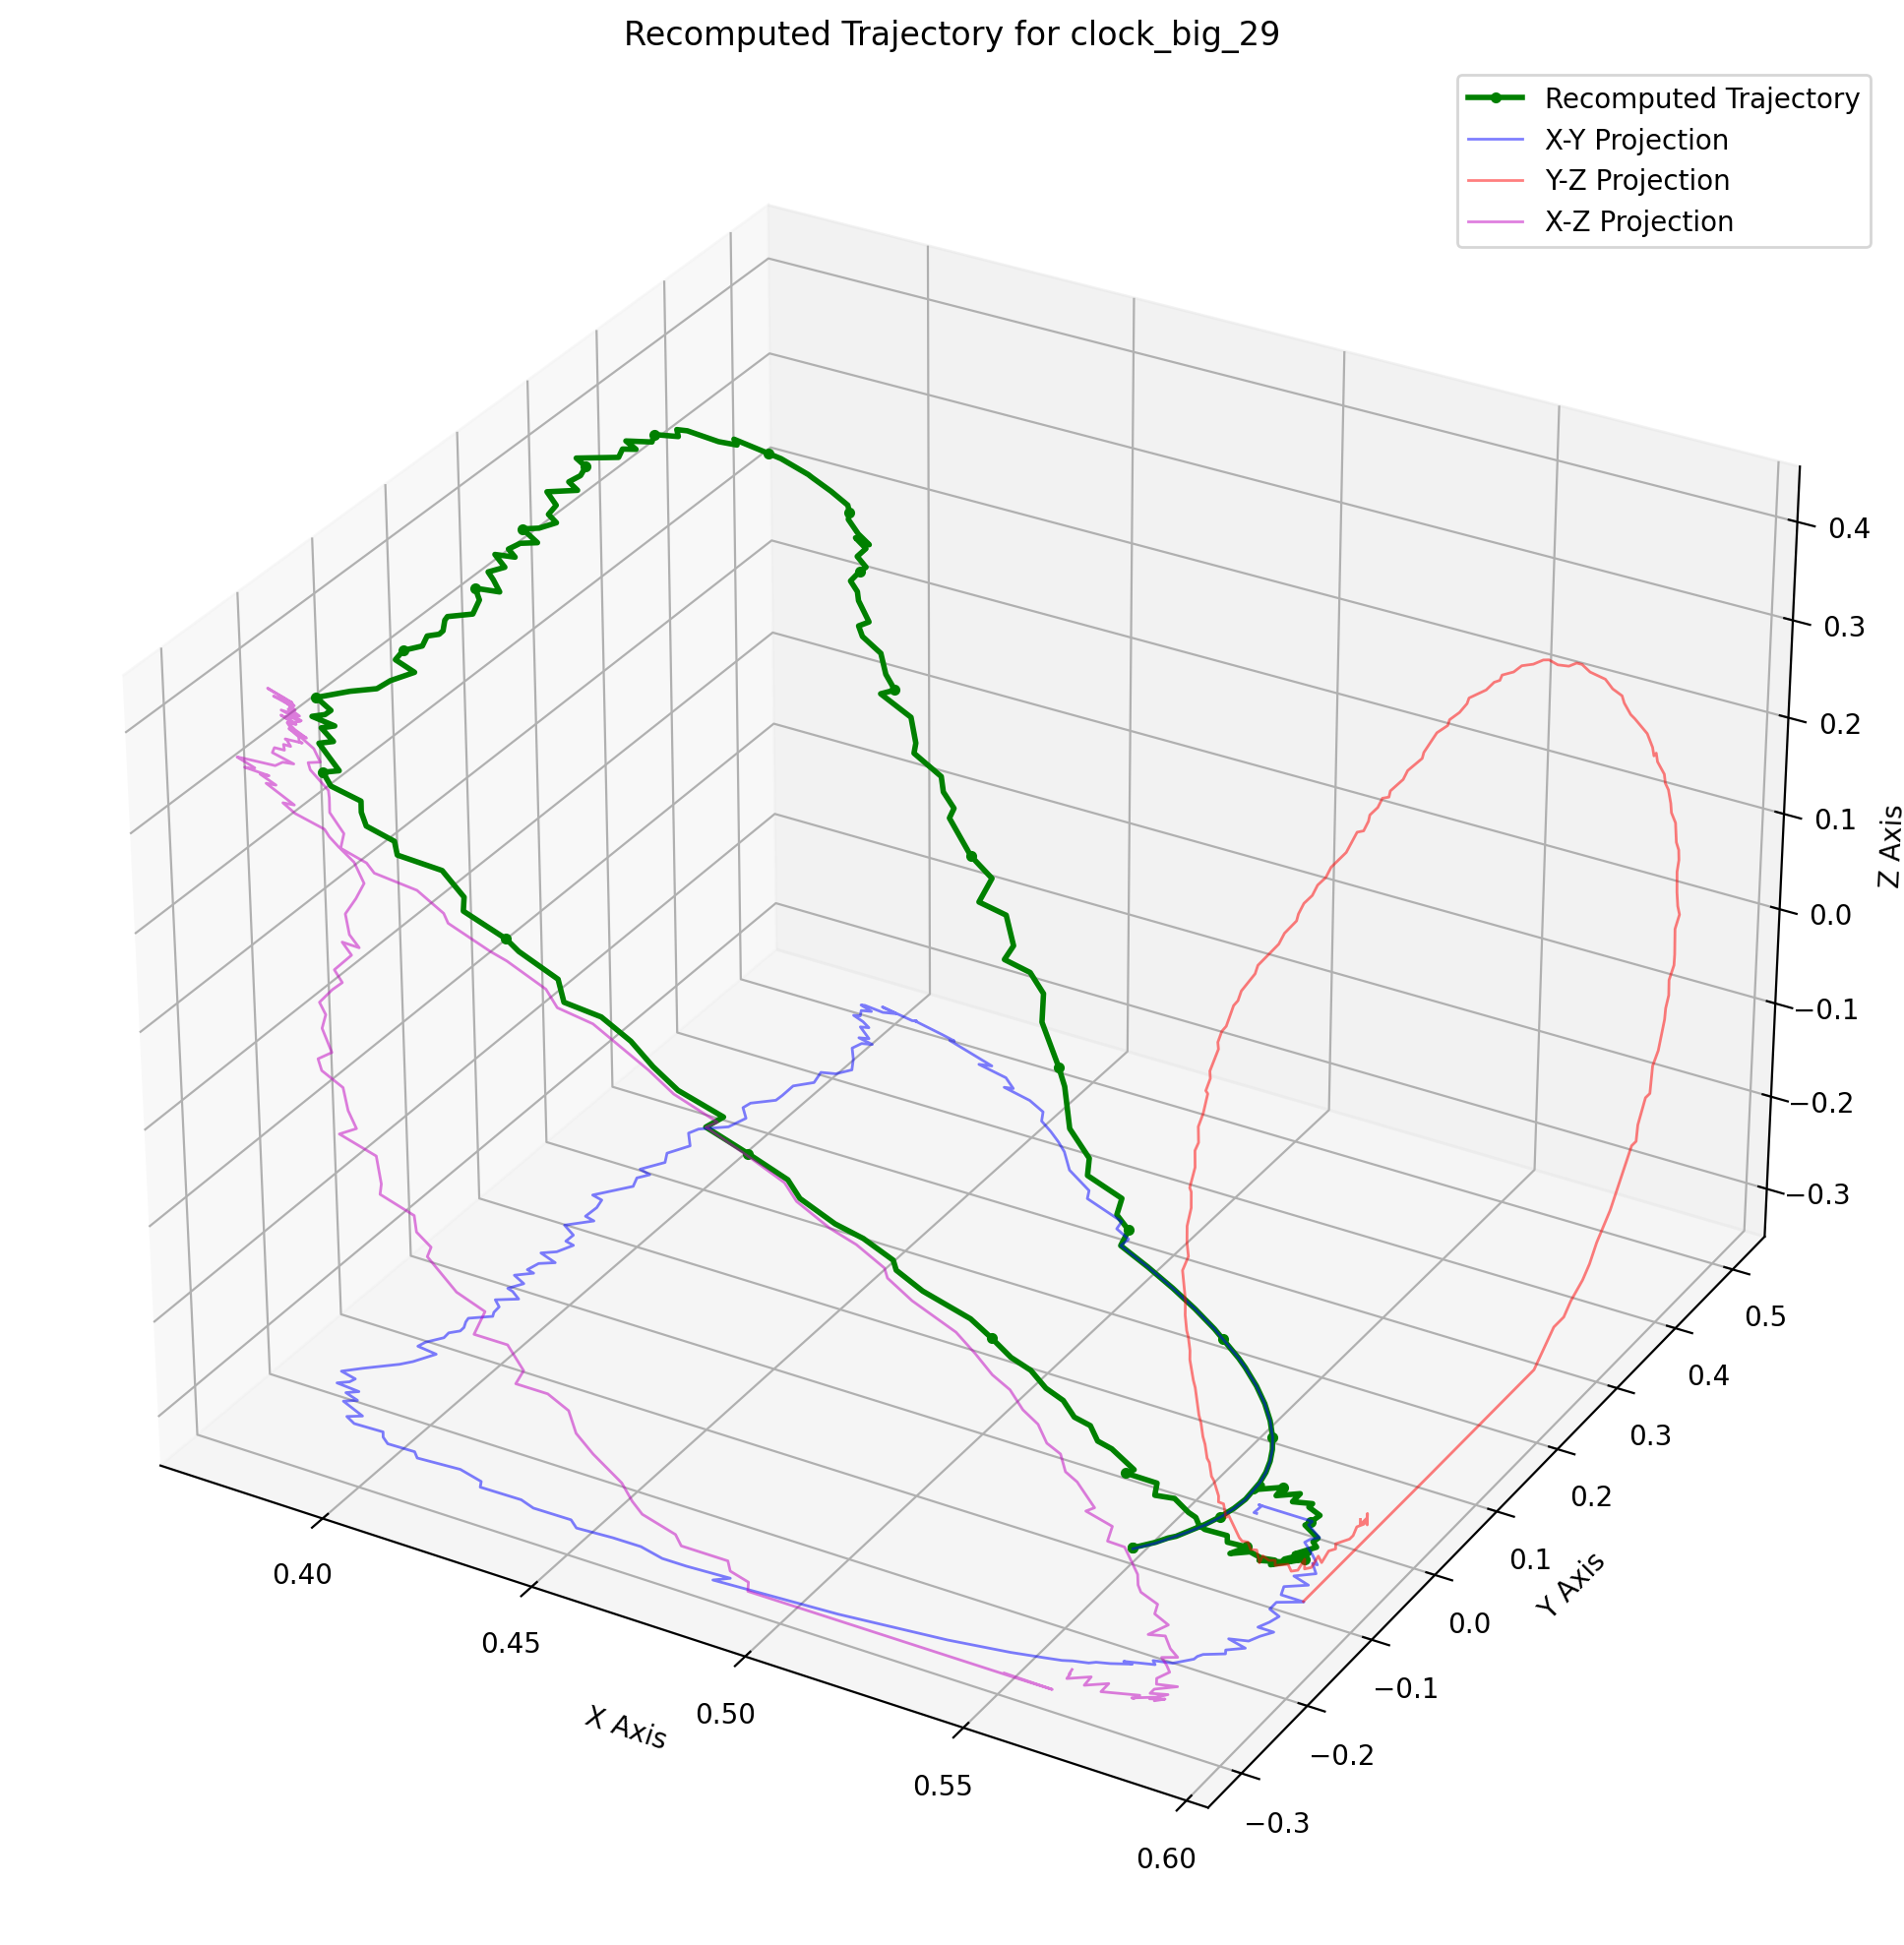 Recomputed Trajectory for clock_big_29
Recomputed Trajectory
X-Y Projection
Y-Z Projection
X-Z Projection
0.4
0.3
0.2
0.1
0.0
−0.1
−0.2
−0.3
Z Axis
0.5
0.4
0.3
0.2
0.1
0.0
−0.1
−0.2
−0.3
Y Axis
0.40
0.45
0.50
0.55
0.60
X Axis